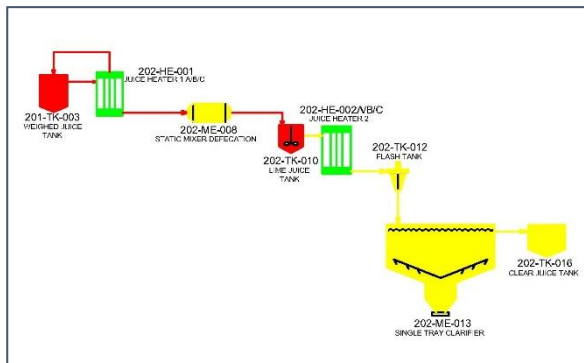 202-HE-001
JUICE HEATER 1 A/B/C
201-TK-003
WEIGHED JUICE
TANK
202-ME-008
STATIC MIXER DEFECATION
202-HE-002A/B/C
JUICE HEATER 2
202-TK-010
LIME JUICE
TANK
202-TK-012
FLASH TANK
202-TK-016
CLEAR JUICE TANK
202-ME-013
SINGLE TRAY CLARIFIER